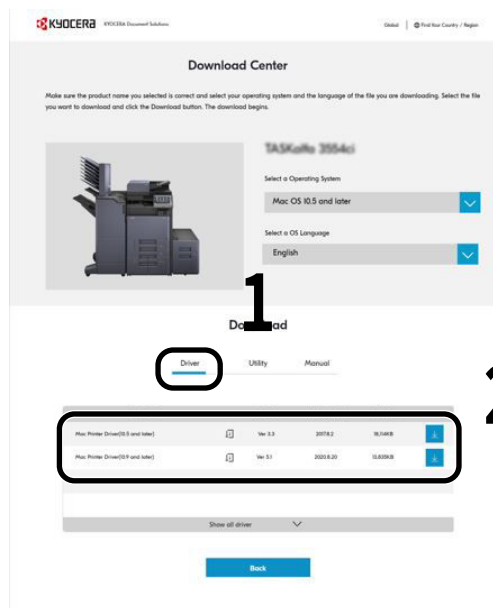 KYOCERA KYOCERA Document Solutions
Global Find Your Country / Region
Download Center
Make sure the product name you selected is correct and select your operating system and the language of the file you are downloading. Select the file
you want to download and click the Download button. The download begins.
TASKalfa 3554ci
Select a Operating System
Mac OS 10.5 and later
Select a OS Language
English
1
Download
Driver Utility Manual
2
Mac Printer Driver(10.5 and later) Ver 3.3 2017.8.2
Mac Printer Driver(10.9 and later) Ver 5.1 2020.8.20
Show all driver
Back